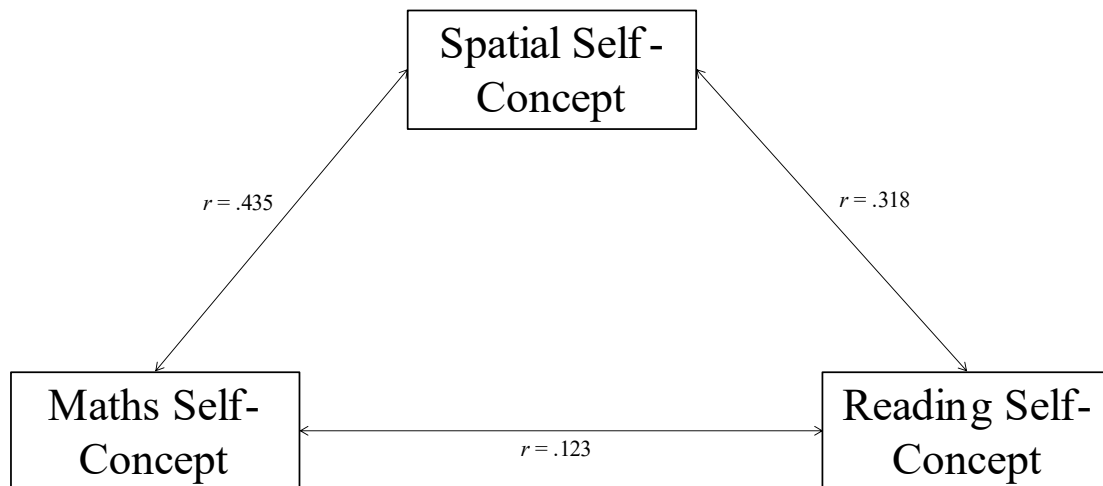 Spatial Self-
Concept
r = .435
r = .318
Maths Self-
Concept
r = .123
Reading Self-
Concept